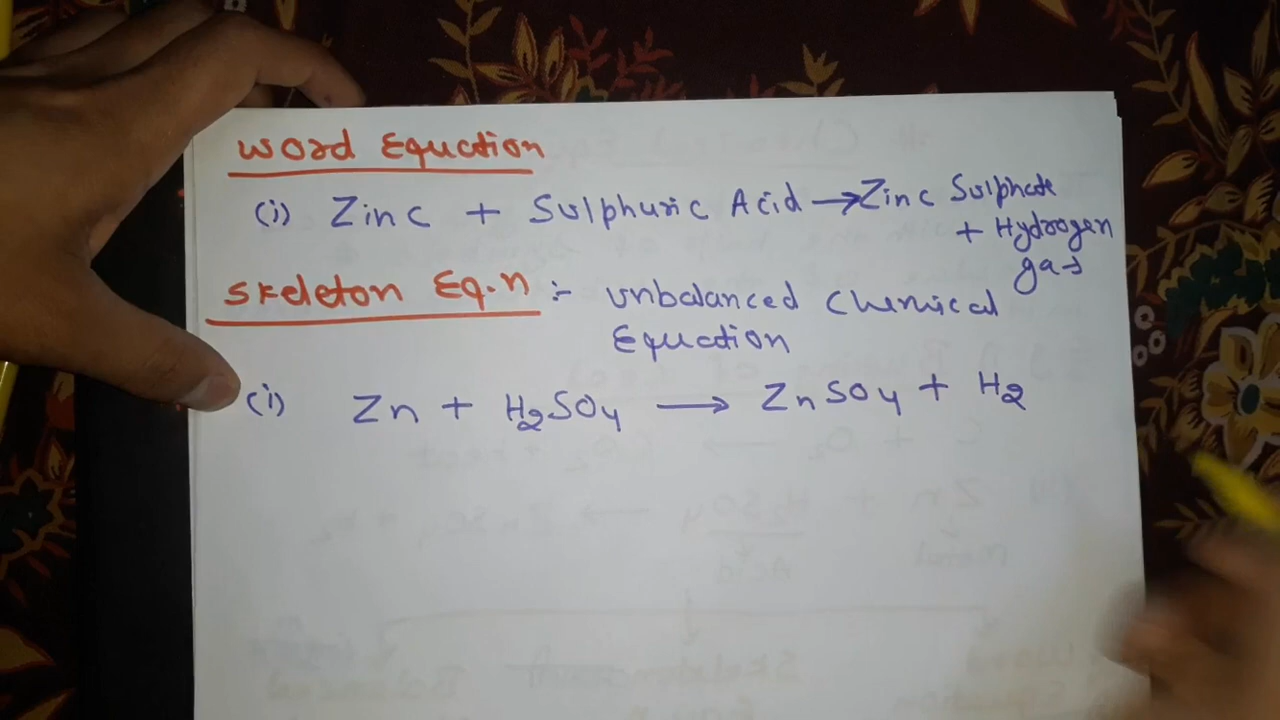 Word Equation
(i) Zinc + Sulphuric Acid → Zinc Sulphate
+ Hydrogen
gas
Skeleton Eq.n :- unbalanced Chemical
Equation
(i) Zn + H₂SO₄ → ZnSO₄ + H₂